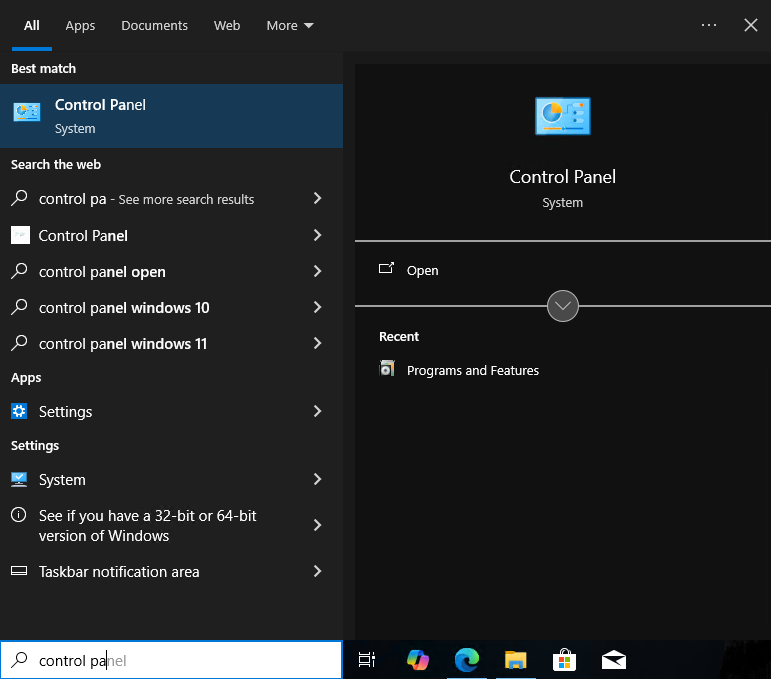 All Apps Documents Web More
Best match
Control Panel
System
Search the web
control pa - See more search results
Control Panel
control panel open
control panel windows 10
control panel windows 11
Apps
Settings
Settings
System
See if you have a 32-bit or 64-bit
version of Windows
Taskbar notification area
control panel
Control Panel
System
Open
Recent
Programs and Features